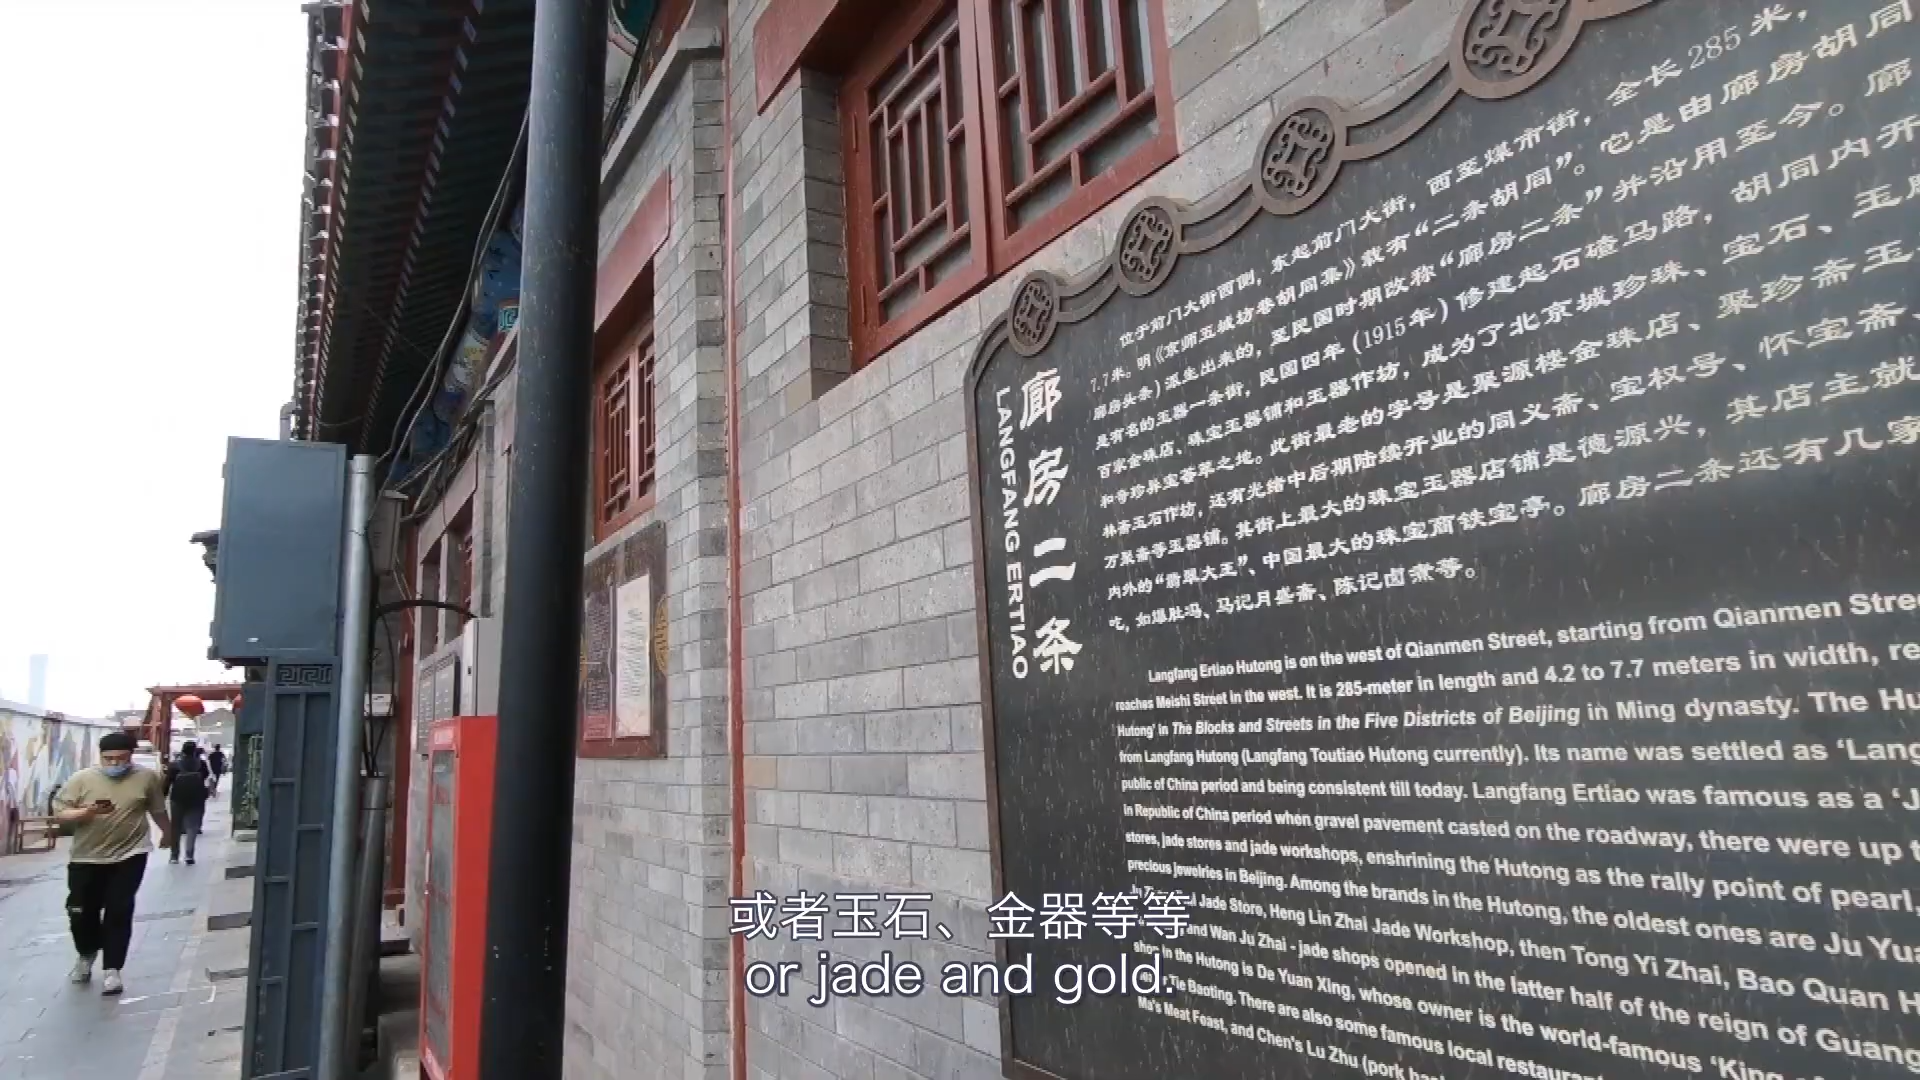 廊房二条
LANGFANG ERTIAO
位于前门大街西侧，东起前门大街，西至煤市街，全长285米，
7.7米。明《京师五城坊巷胡同集》载有“二条胡同”。它是由廊房胡同
廊房头条）派生出来的，至民国时期改称“廊房二条”并沿用至今。廊
是有名的玉器一条街，民国四年（1915年）修建起石碴马路，胡同内开
百家金珠店、珠宝玉器铺和玉器作坊，成为了北京城珍珠、宝石、玉
和奇珍异宝荟萃之地。此街最老的字号是聚源楼金珠店、聚珍斋玉
林斋玉石作坊，还有光绪中后期陆续开业的同义斋、宝权号、怀宝斋、
万聚斋等玉器铺。其街上最大的珠宝玉器店铺是德源兴，其店主就
内外的“翡翠大王”、中国最大的珠宝商铁宝亭。廊房二条还有几家
吃，如爆肚冯、马记月盛斋、陈记卤煮等。
Langfang Ertiao Hutong is on the west of Qianmen Street, starting from Qianmen Stre
reaches Meishi Street in the west. It is 285-meter in length and 4.2 to 7.7 meters in width, re
Hutong' in The Blocks and Streets in the Five Districts of Beijing in Ming dynasty. The Hu
from Langfang Hutong (Langfang Toutiao Hutong currently). Its name was settled as 'Lang
public of China period and being consistent till today. Langfang Ertiao was famous as a 'J
in Republic of China period when gravel pavement casted on the roadway, there were up t
stores, jade stores and jade workshops, enshrining the Hutong as the rally point of pearl,
precious jewelries in Beijing. Among the brands in the Hutong, the oldest ones are Ju Yua
Jade Store, Heng Lin Zhai Jade Workshop, then Tong Yi Zhai, Bao Quan H
and Wan Ju Zhai - jade shops opened in the latter half of the reign of Guang
shop in the Hutong is De Yuan Xing, whose owner is the world-famous 'King
Tie Baoting. There are also some famous local restauran
Ma's Meat Feast, and Chen's Lu Zhu (pork
或者玉石、金器等等
or jade and gold.